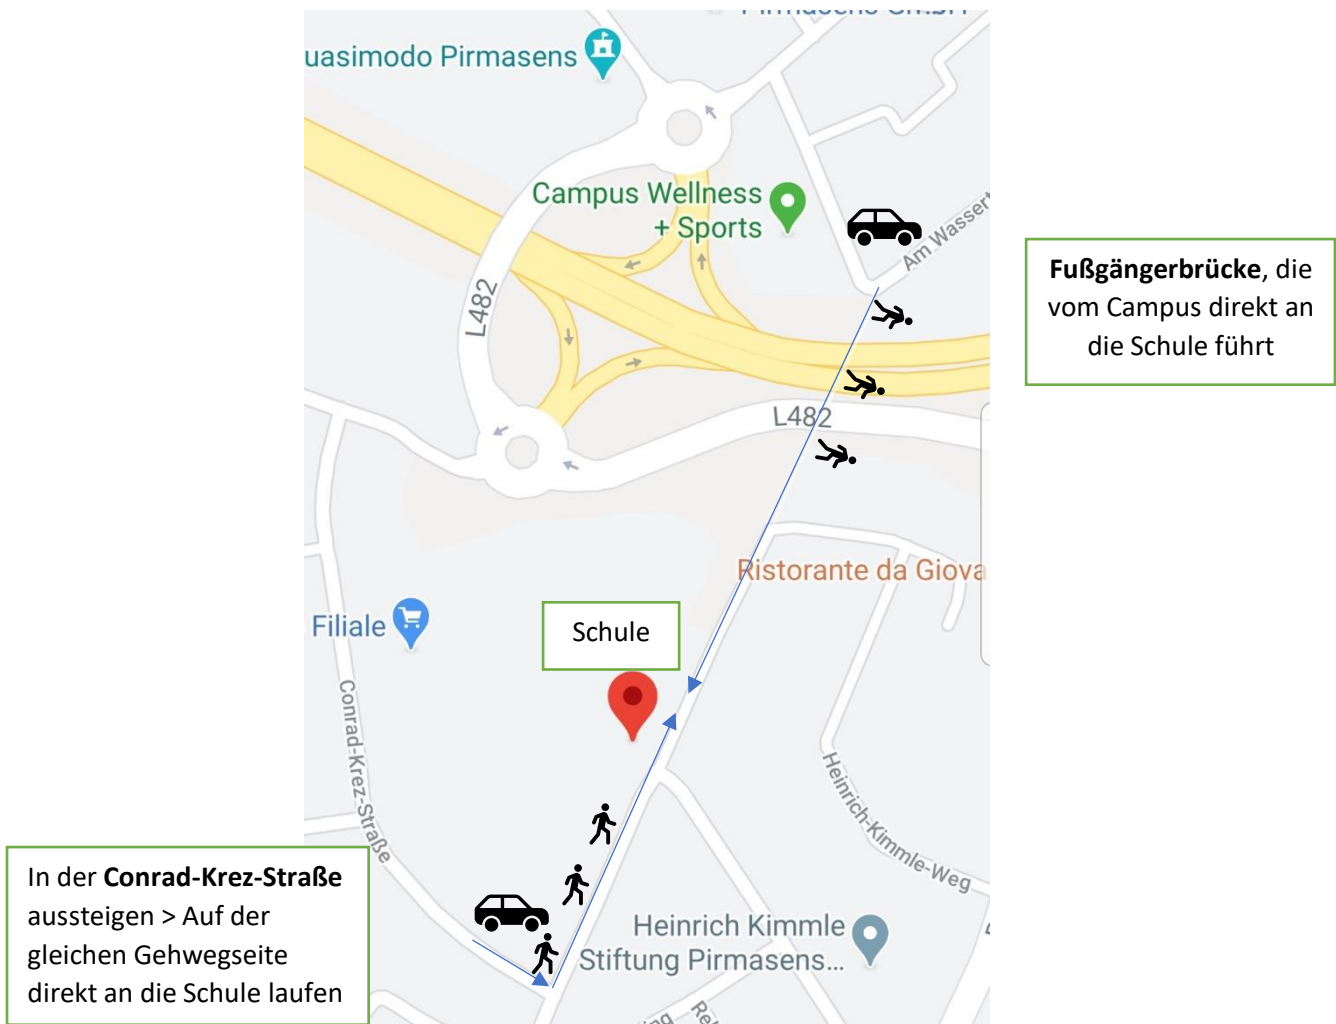 uasimodo Pirmasens
Campus Wellness
+ Sports
Am Wassert
L482
Fußgängerbrücke, die
vom Campus direkt an
die Schule führt
L482
Ristorante da Giova
Filiale
Schule
Conrad-Krez-Straße
Heinrich-Kimmle-Weg
In der Conrad-Krez-Straße
aussteigen > Auf der
gleichen Gehwegseite
direkt an die Schule laufen
Heinrich Kimmle
Stiftung Pirmasens...